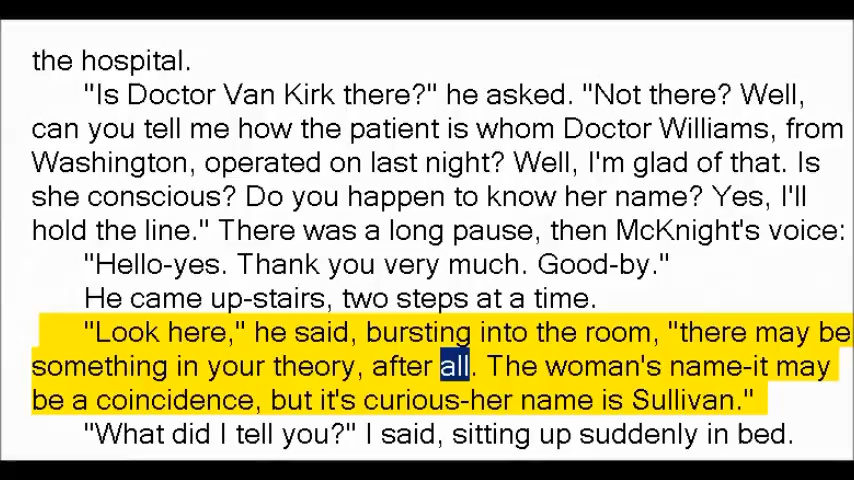 the hospital.
"Is Doctor Van Kirk there?" he asked. "Not there? Well,
can you tell me how the patient is whom Doctor Williams, from
Washington, operated on last night? Well, I'm glad of that. Is
she conscious? Do you happen to know her name? Yes, I'll
hold the line." There was a long pause, then McKnight's voice:
"Hello-yes. Thank you very much. Good-by."
He came up-stairs, two steps at a time.
"Look here," he said, bursting into the room, "there may be
something in your theory, after all. The woman's name-it may
be a coincidence, but it's curious-her name is Sullivan."
"What did I tell you?" I said, sitting up suddenly in bed.